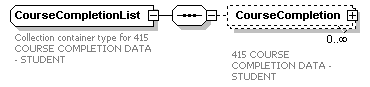 CourseCompletionList
CourseCompletion
0..∞
Collection container type for 415
COURSE COMPLETION DATA
- STUDENT
415 COURSE
COMPLETION DATA -
STUDENT